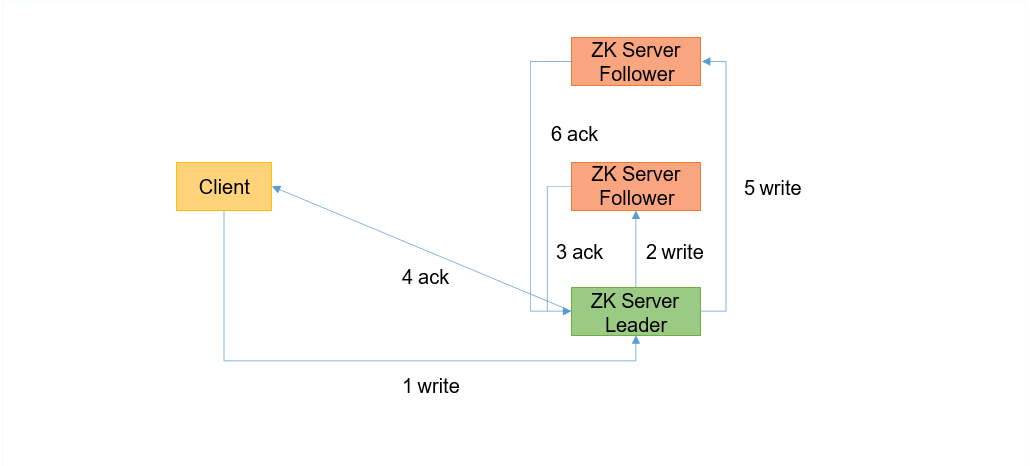 ZK Server
Follower
6 ack
Client
ZK Server
Follower
5 write
3 ack
2 write
4 ack
ZK Server
Leader
1 write